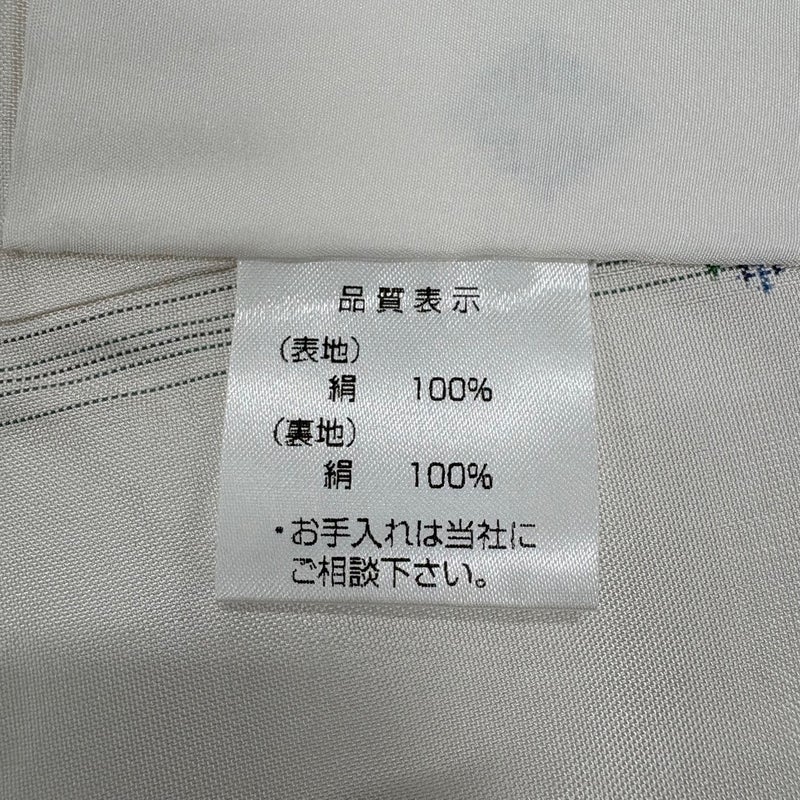 品質表示
(表地)
絹 100%
(裏地)
絹 100%
・お手入れは当社に
ご相談下さい。